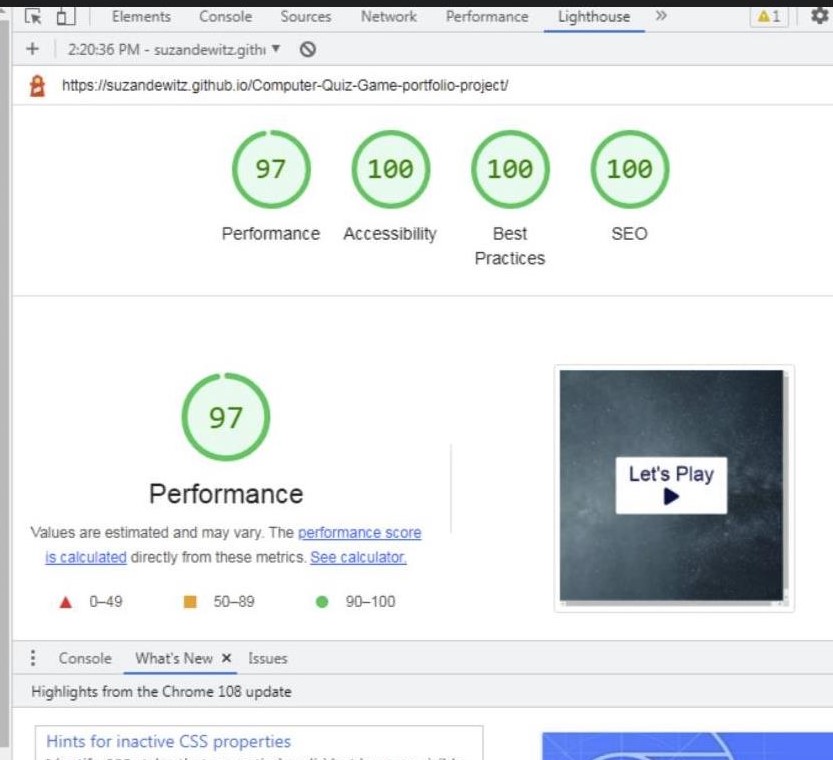 Elements Console Sources Network Performance Lighthouse » 1
+ 2:20:36 PM - suzandewitz.githu
https://suzandewitz.github.io/Computer-Quiz-Game-portfolio-project/
97 100 100 100
Performance Accessibility Best Practices SEO
97
Performance
Values are estimated and may vary. The performance score
is calculated directly from these metrics. See calculator.
0–49 50–89 90–100
Let's Play
Console What's New × Issues
Highlights from the Chrome 108 update
Hints for inactive CSS properties